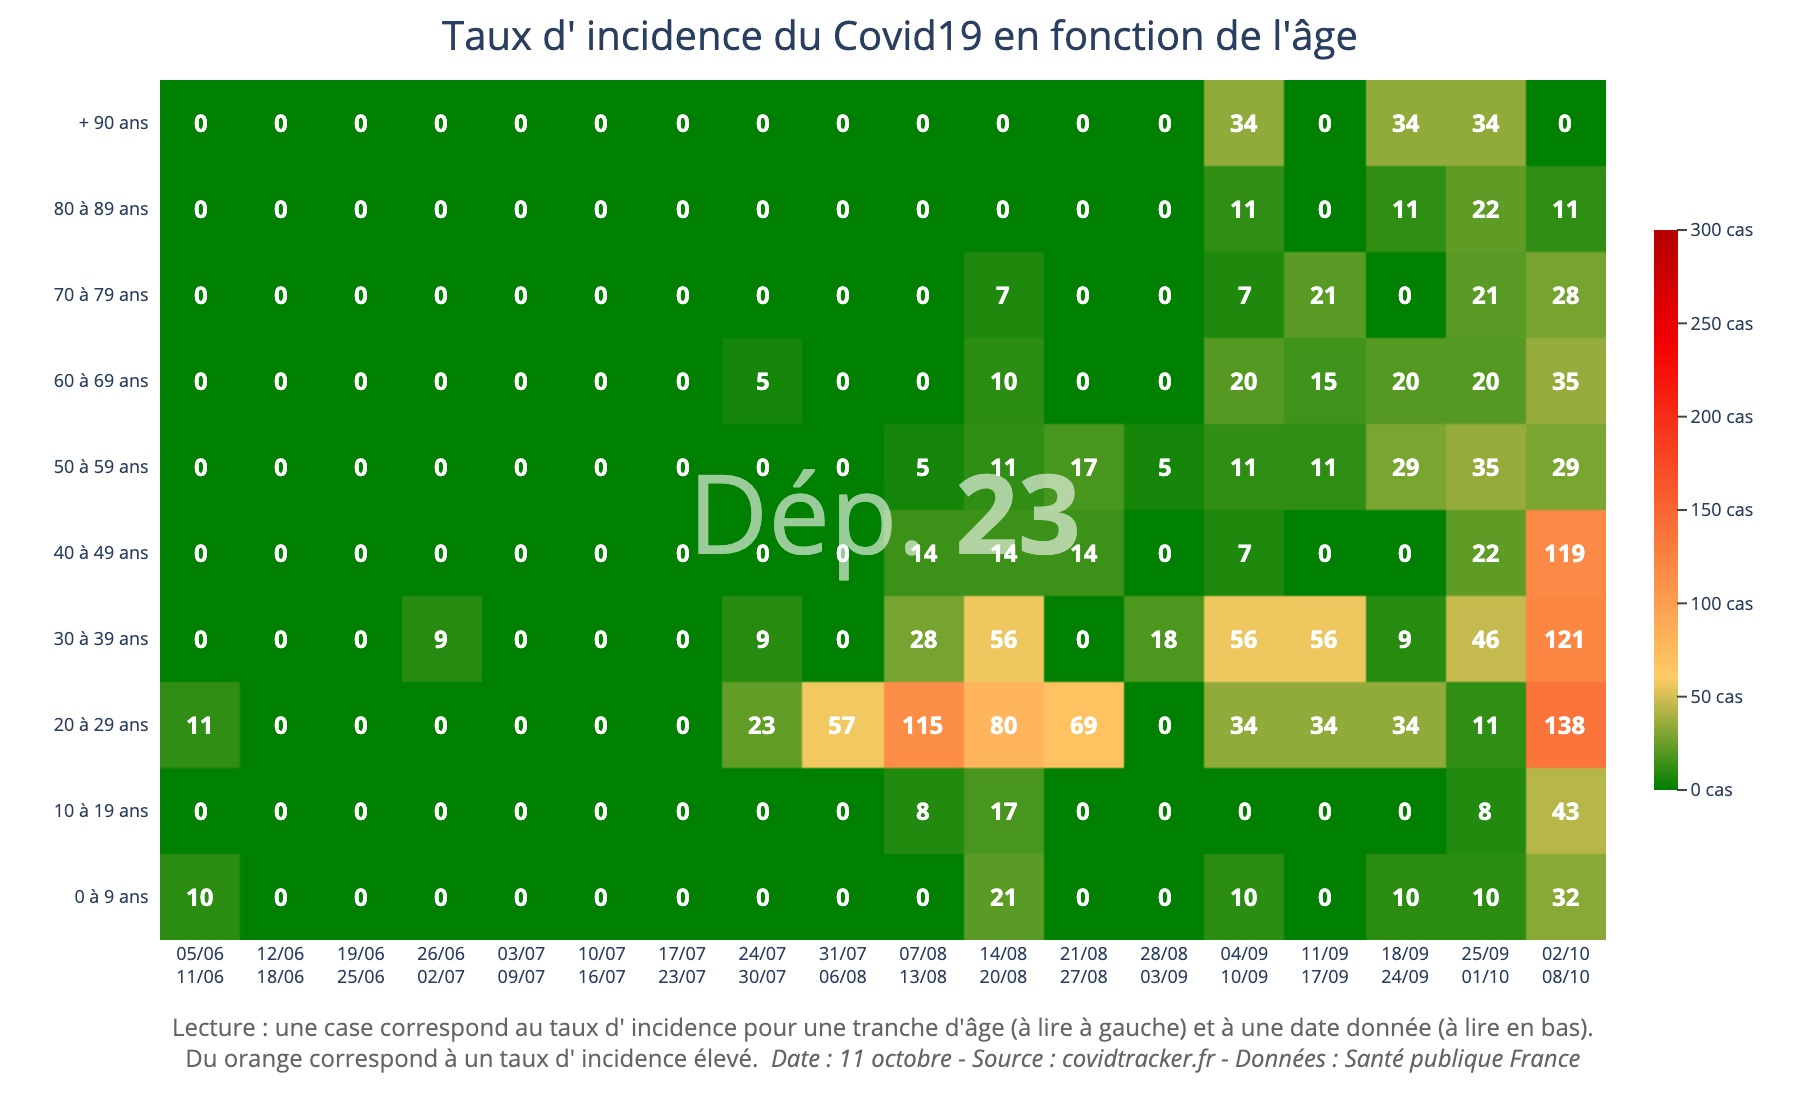 Taux d' incidence du Covid19 en fonction de l'âge
+ 90 ans 0 0 0 0 0 0 0 0 0 0 0 0 0 34 0 34 34 0
80 à 89 ans 0 0 0 0 0 0 0 0 0 0 0 0 0 11 0 11 22 11
70 à 79 ans 0 0 0 0 0 0 0 0 0 0 7 0 0 7 21 0 21 28
60 à 69 ans 0 0 0 0 0 0 0 5 0 0 10 0 0 20 15 20 20 35
50 à 59 ans 0 0 0 0 0 0 0 0 0 5 11 17 5 11 11 29 35 29
Dép. 23
40 à 49 ans 0 0 0 0 0 0 0 0 0 14 14 14 0 7 0 0 22 119
30 à 39 ans 0 0 0 9 0 0 0 9 0 28 56 0 18 56 56 9 46 121
20 à 29 ans 11 0 0 0 0 0 0 23 57 115 80 69 0 34 34 34 11 138
10 à 19 ans 0 0 0 0 0 0 0 0 0 8 17 0 0 0 0 0 8 43
0 à 9 ans 10 0 0 0 0 0 0 0 0 0 21 0 0 10 0 10 10 32
05/06 12/06 19/06 26/06 03/07 10/07 17/07 24/07 31/07 07/08 14/08 21/08 28/08 04/09 11/09 18/09 25/09 02/10
11/06 18/06 25/06 02/07 09/07 16/07 23/07 30/07 06/08 13/08 20/08 27/08 03/09 10/09 17/09 24/09 01/10 08/10
300 cas
250 cas
200 cas
150 cas
100 cas
50 cas
0 cas
Lecture : une case correspond au taux d' incidence pour une tranche d'âge (à lire à gauche) et à une date donnée (à lire en bas).
Du orange correspond à un taux d' incidence élevé. Date : 11 octobre - Source : covidtracker.fr - Données : Santé publique France